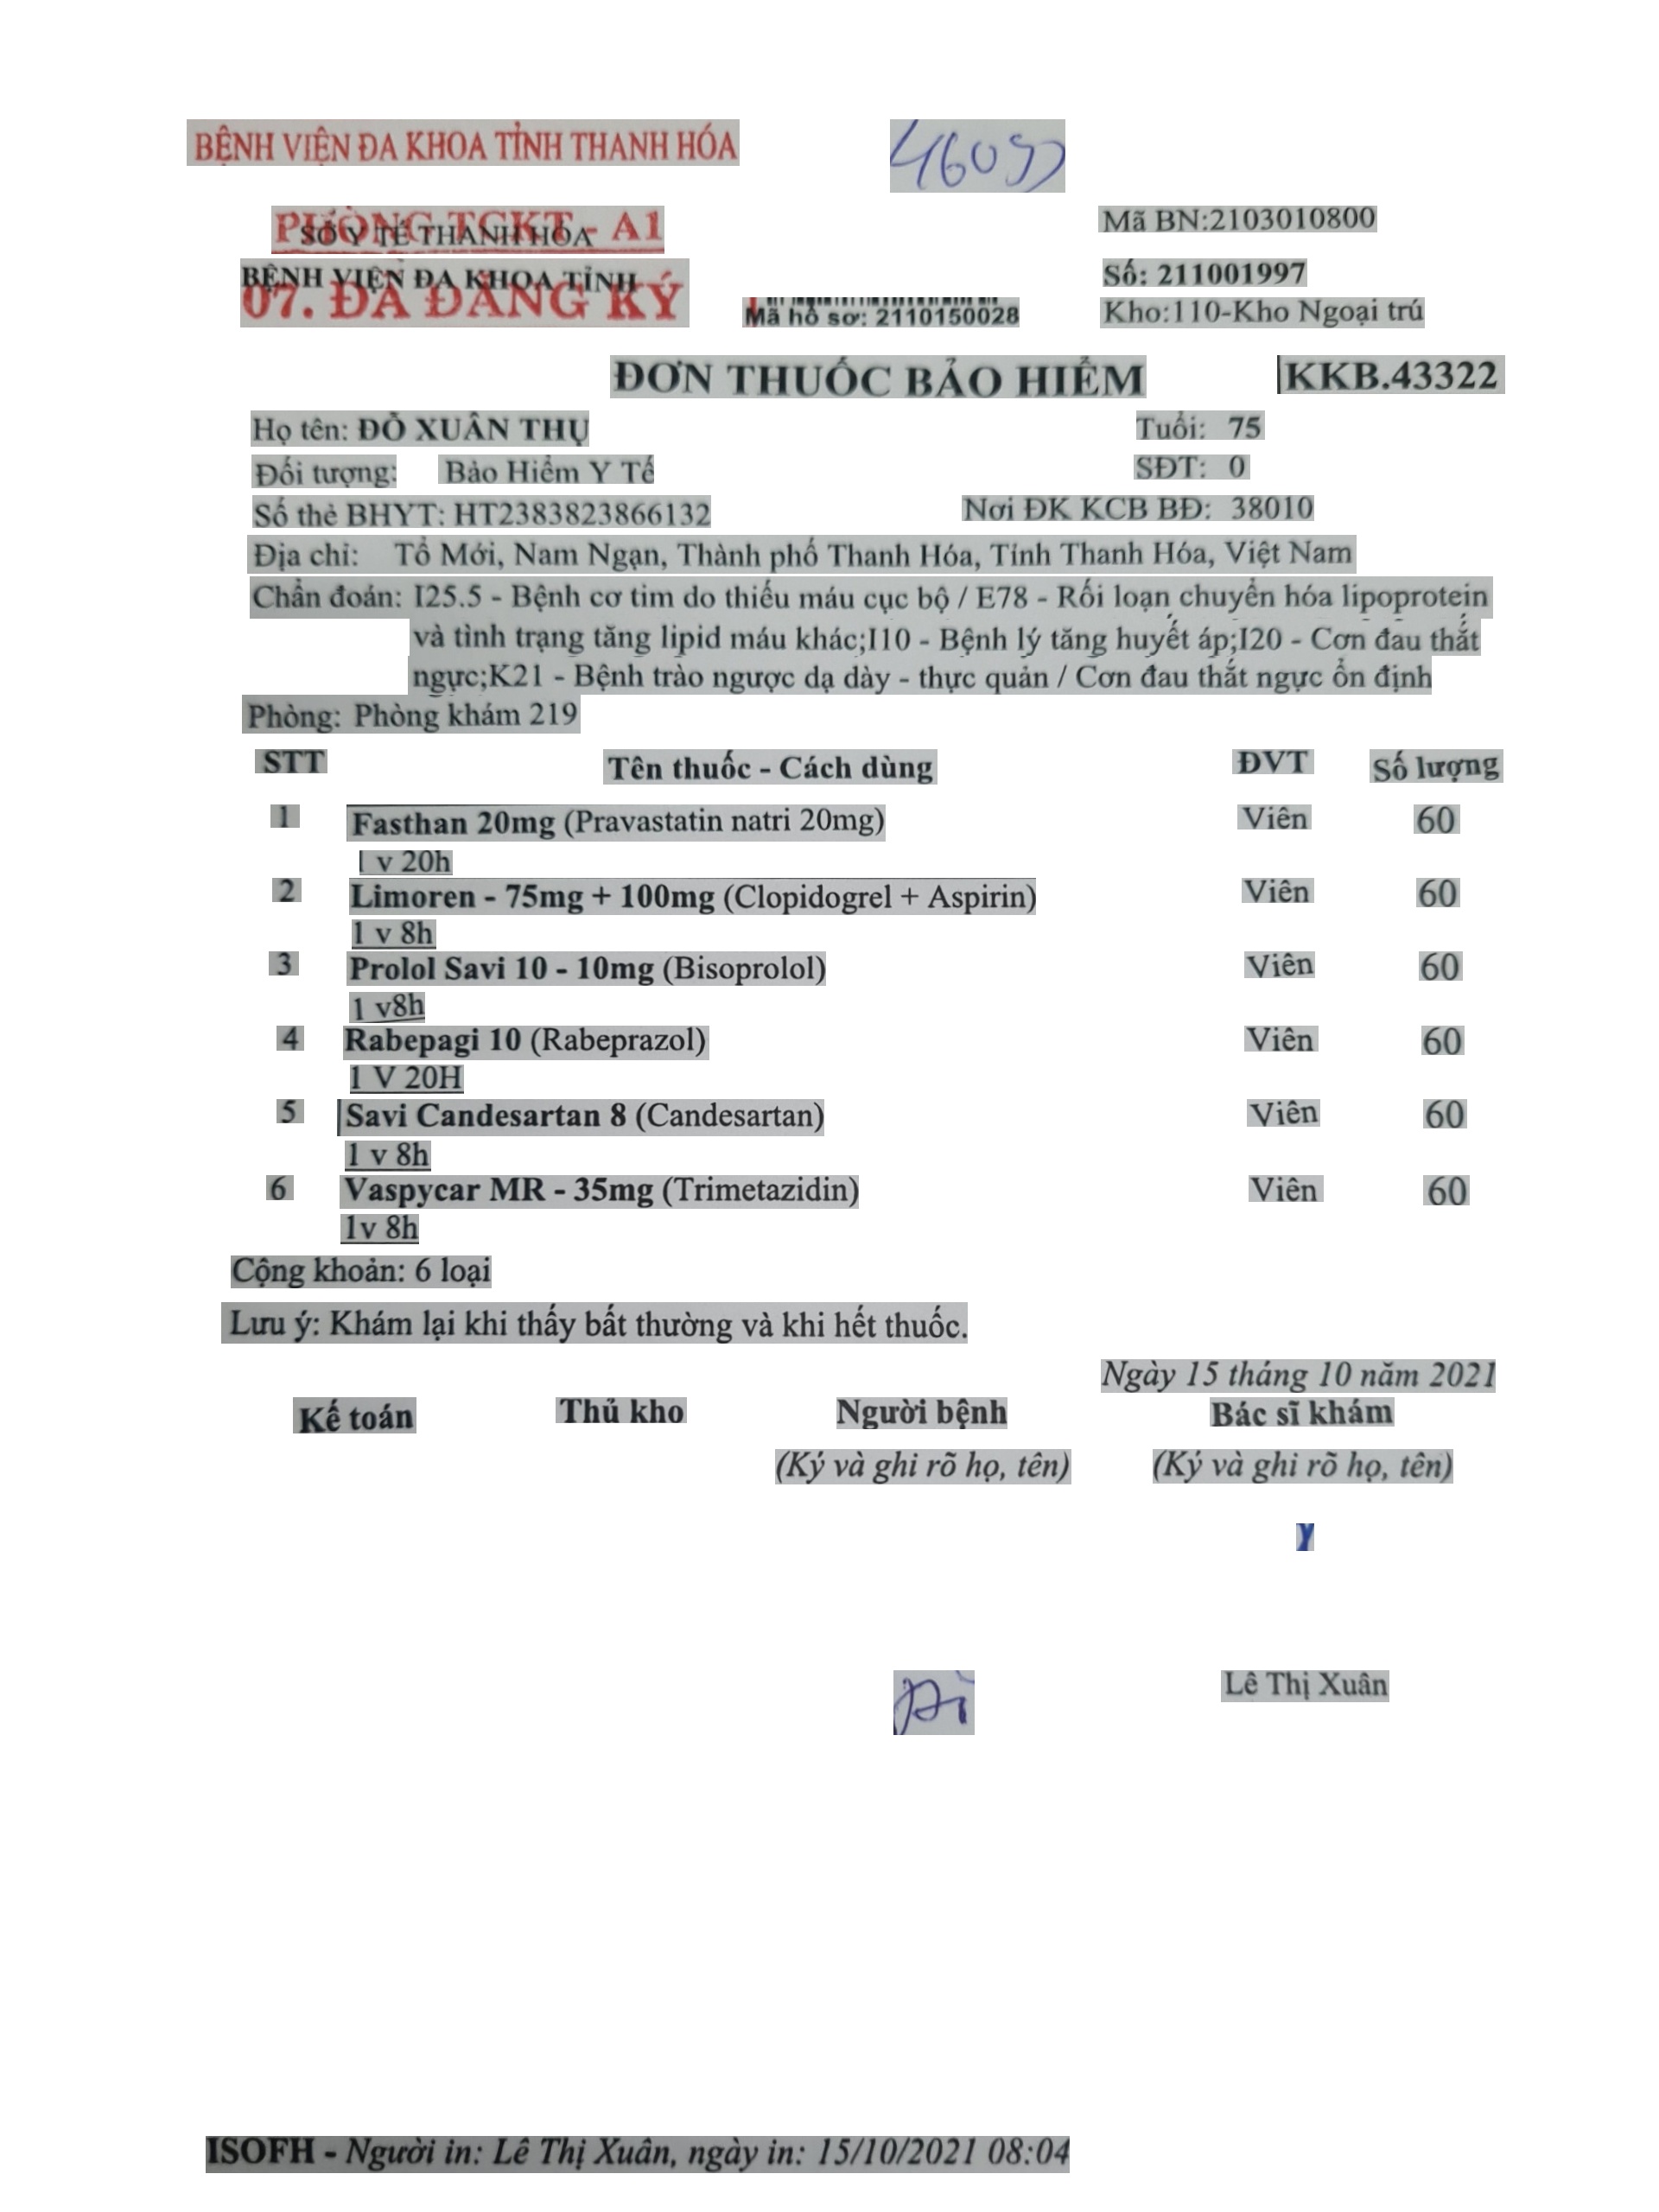 BỆNH VIỆN ĐA KHOA TỈNH THANH HÓA
PHÒNG TCKT - A1
SỞ Y TẾ THANH HÓA
Mã BN:2103010800
BỆNH VIỆN ĐA KHOA TỈNH
07. ĐÃ ĐĂNG KÝ
Số: 211001997
Mã hồ sơ: 2110150028
Kho:110-Kho Ngoại trú
ĐƠN THUỐC BẢO HIỂM KKB.43322
Họ tên: ĐỖ XUÂN THỤ Tuổi: 75
Đối tượng: Bảo Hiểm Y Tế SĐT: 0
Số thẻ BHYT: HT2383823866132 Nơi ĐK KCB BĐ: 38010
Địa chỉ: Tổ Mới, Nam Ngạn, Thành phố Thanh Hóa, Tỉnh Thanh Hóa, Việt Nam
Chẩn đoán: I25.5 - Bệnh cơ tim do thiếu máu cục bộ / E78 - Rối loạn chuyển hóa lipoprotein
và tình trạng tăng lipid máu khác;I10 - Bệnh lý tăng huyết áp;I20 - Cơn đau thắt
ngực;K21 - Bệnh trào ngược dạ dày - thực quản / Cơn đau thắt ngực ổn định
Phòng: Phòng khám 219
STT Tên thuốc - Cách dùng ĐVT Số lượng
1 Fasthan 20mg (Pravastatin natri 20mg) Viên 60
1 v 20h
2 Limoren - 75mg + 100mg (Clopidogrel + Aspirin) Viên 60
1 v 8h
3 Prolol Savi 10 - 10mg (Bisoprolol) Viên 60
1 v8h
4 Rabepagi 10 (Rabeprazol) Viên 60
1 V 20H
5 Savi Candesartan 8 (Candesartan) Viên 60
1 v 8h
6 Vaspycar MR - 35mg (Trimetazidin) Viên 60
1v 8h
Cộng khoản: 6 loại
Lưu ý: Khám lại khi thấy bất thường và khi hết thuốc.
Ngày 15 tháng 10 năm 2021
Kế toán Thủ kho Người bệnh Bác sĩ khám
(Ký và ghi rõ họ, tên) (Ký và ghi rõ họ, tên)
Lê Thị Xuân
ISOFH - Người in: Lê Thị Xuân, ngày in: 15/10/2021 08:04